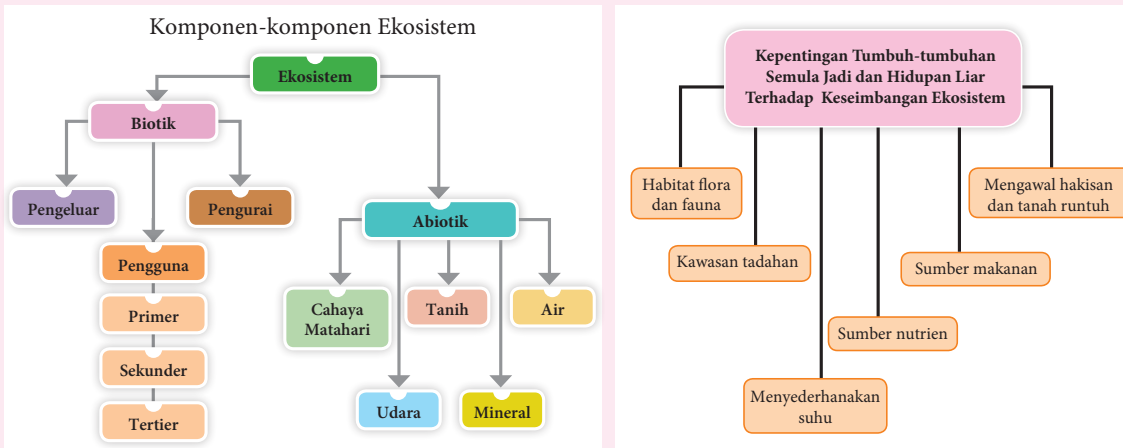 Komponen-komponen Ekosistem
Ekosistem
Biotik
Pengeluar
Pengurai
Pengguna
Primer
Sekunder
Tertier
Abiotik
Cahaya
Matahari
Tanih
Air
Udara
Mineral
Kepentingan Tumbuh-tumbuhan
Semula Jadi dan Hidupan Liar
Terhadap Keseimbangan Ekosistem
Habitat flora
dan fauna
Kawasan tadahan
Menyederhanakan
suhu
Sumber nutrien
Sumber makanan
Mengawal hakisan
dan tanah runtuh